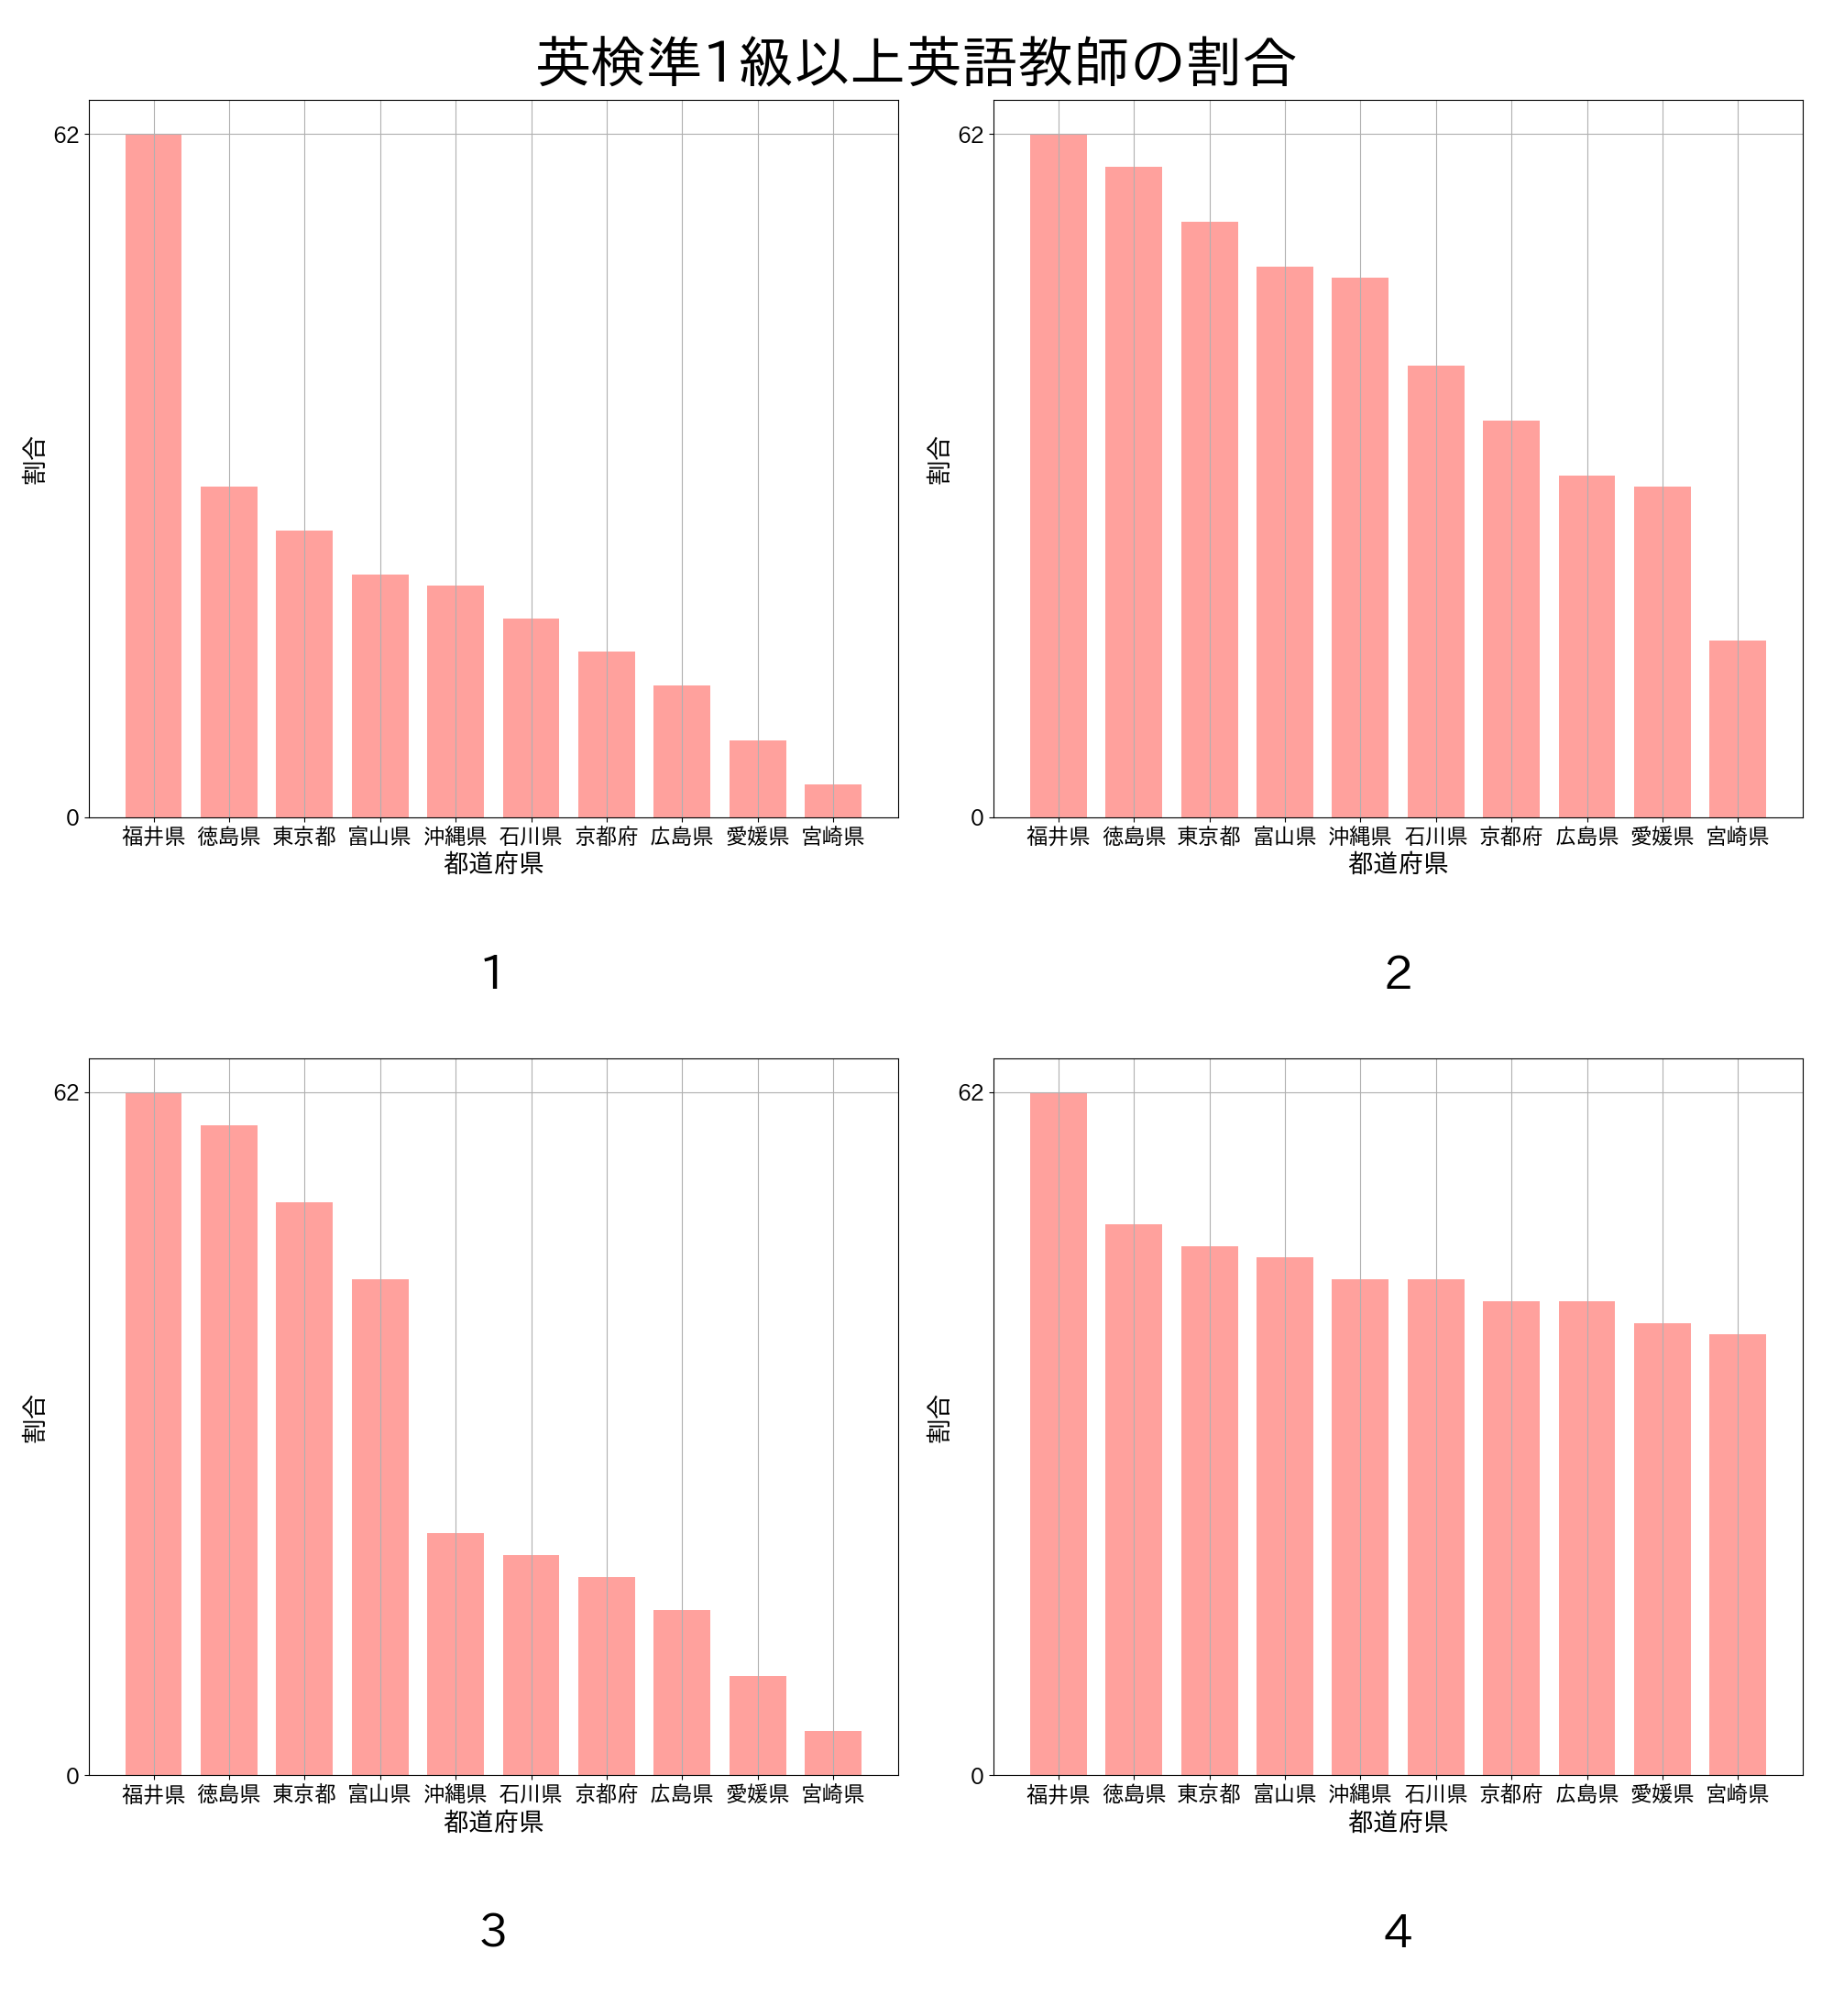 英検準1級以上英語教師の割合
62
0
割合
福井県 徳島県 東京都 富山県 沖縄県 石川県 京都府 広島県 愛媛県 宮崎県
都道府県
1
62
0
割合
福井県 徳島県 東京都 富山県 沖縄県 石川県 京都府 広島県 愛媛県 宮崎県
都道府県
2
62
0
割合
福井県 徳島県 東京都 富山県 沖縄県 石川県 京都府 広島県 愛媛県 宮崎県
都道府県
3
62
0
割合
福井県 徳島県 東京都 富山県 沖縄県 石川県 京都府 広島県 愛媛県 宮崎県
都道府県
4